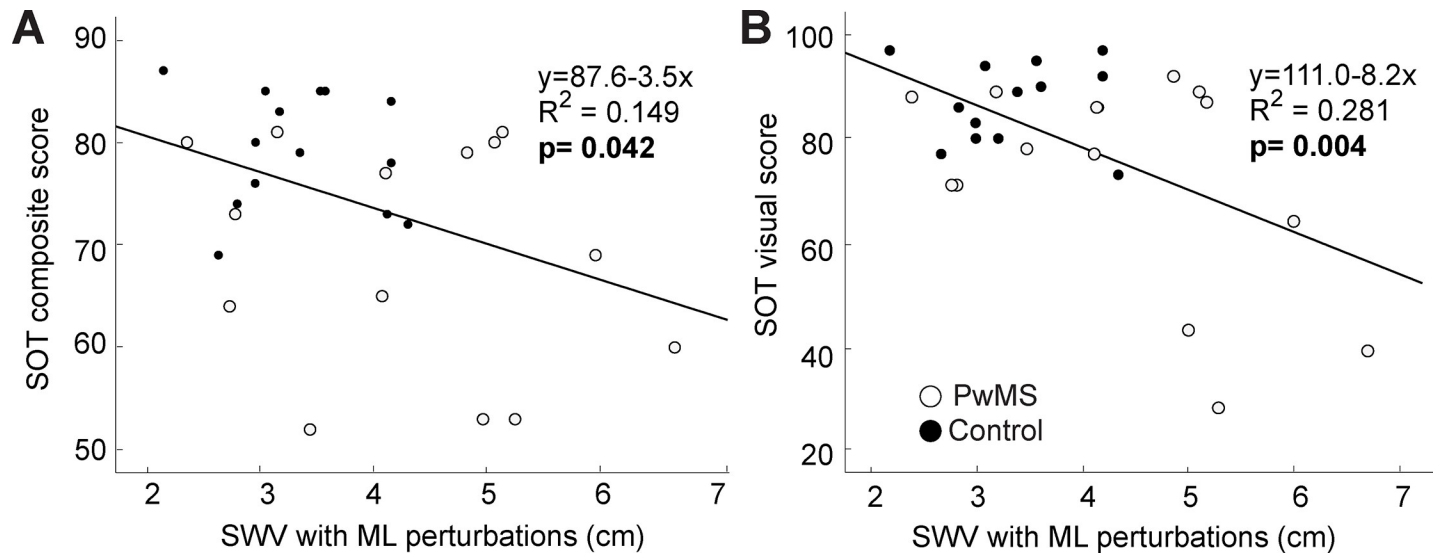 A
SOT composite score
90
80
70
60
50
2 3 4 5 6 7
SWV with ML perturbations (cm)
y=87.6-3.5x
R² = 0.149
p= 0.042
B
SOT visual score
100
80
60
40
20
2 3 4 5 6 7
SWV with ML perturbations (cm)
y=111.0-8.2x
R² = 0.281
p= 0.004
PwMS
Control